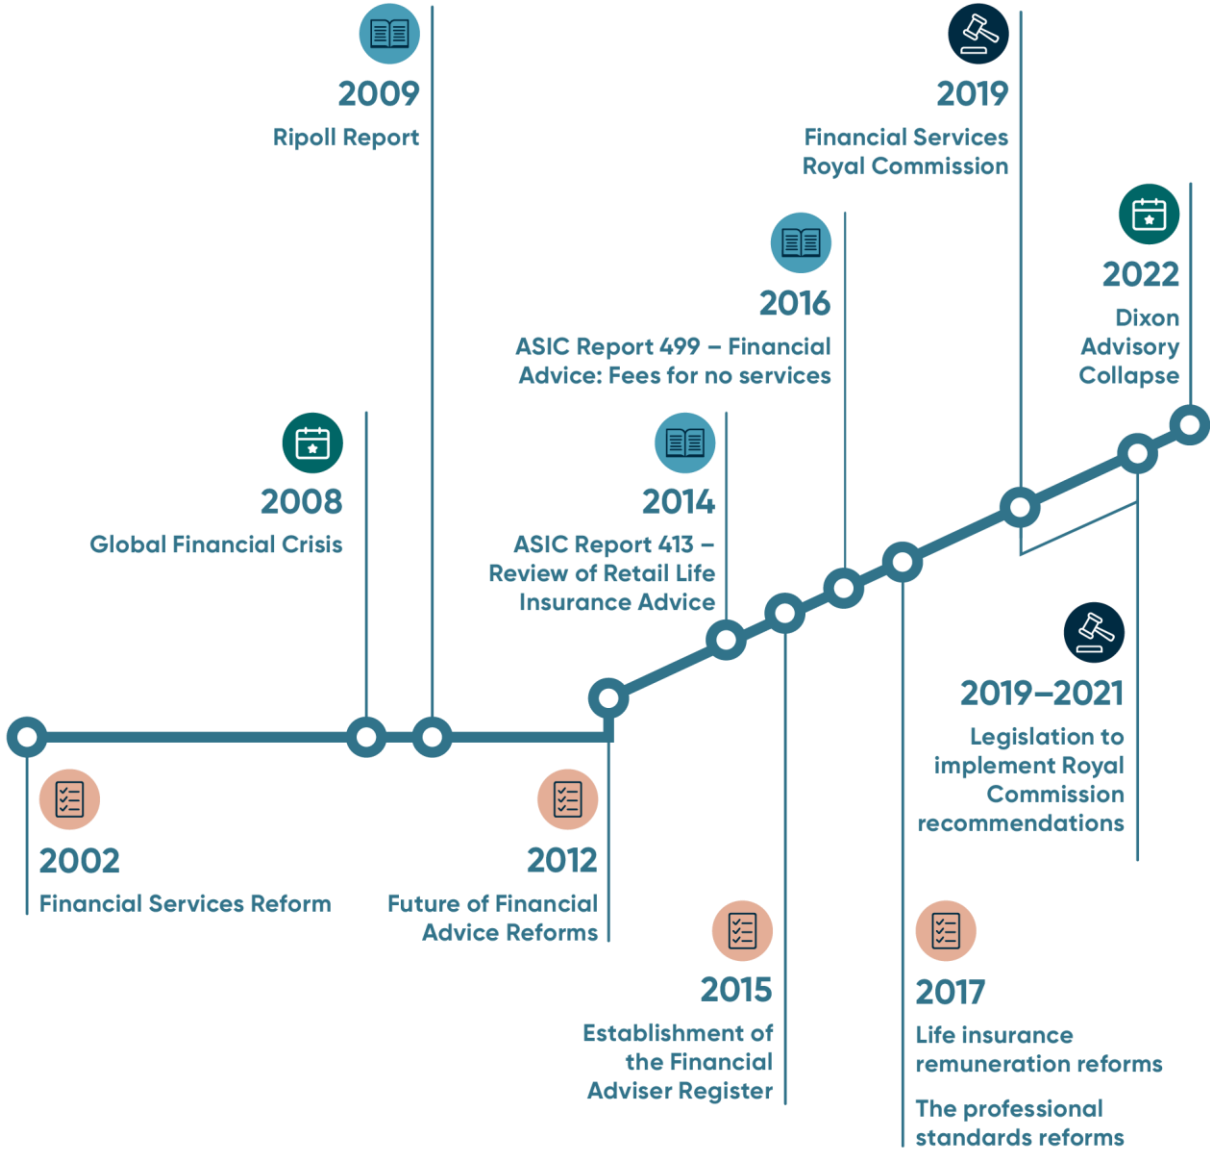 2009
Ripoll Report
2019
Financial Services
Royal Commission
2022
Dixon
Advisory
Collapse
2016
ASIC Report 499 – Financial
Advice: Fees for no services
2008
Global Financial Crisis
2014
ASIC Report 413 –
Review of Retail Life
Insurance Advice
2019–2021
Legislation to
implement Royal
Commission
recommendations
2002
Financial Services Reform
2012
Future of Financial
Advice Reforms
2015
Establishment of
the Financial
Adviser Register
2017
Life insurance
remuneration reforms
The professional
standards reforms